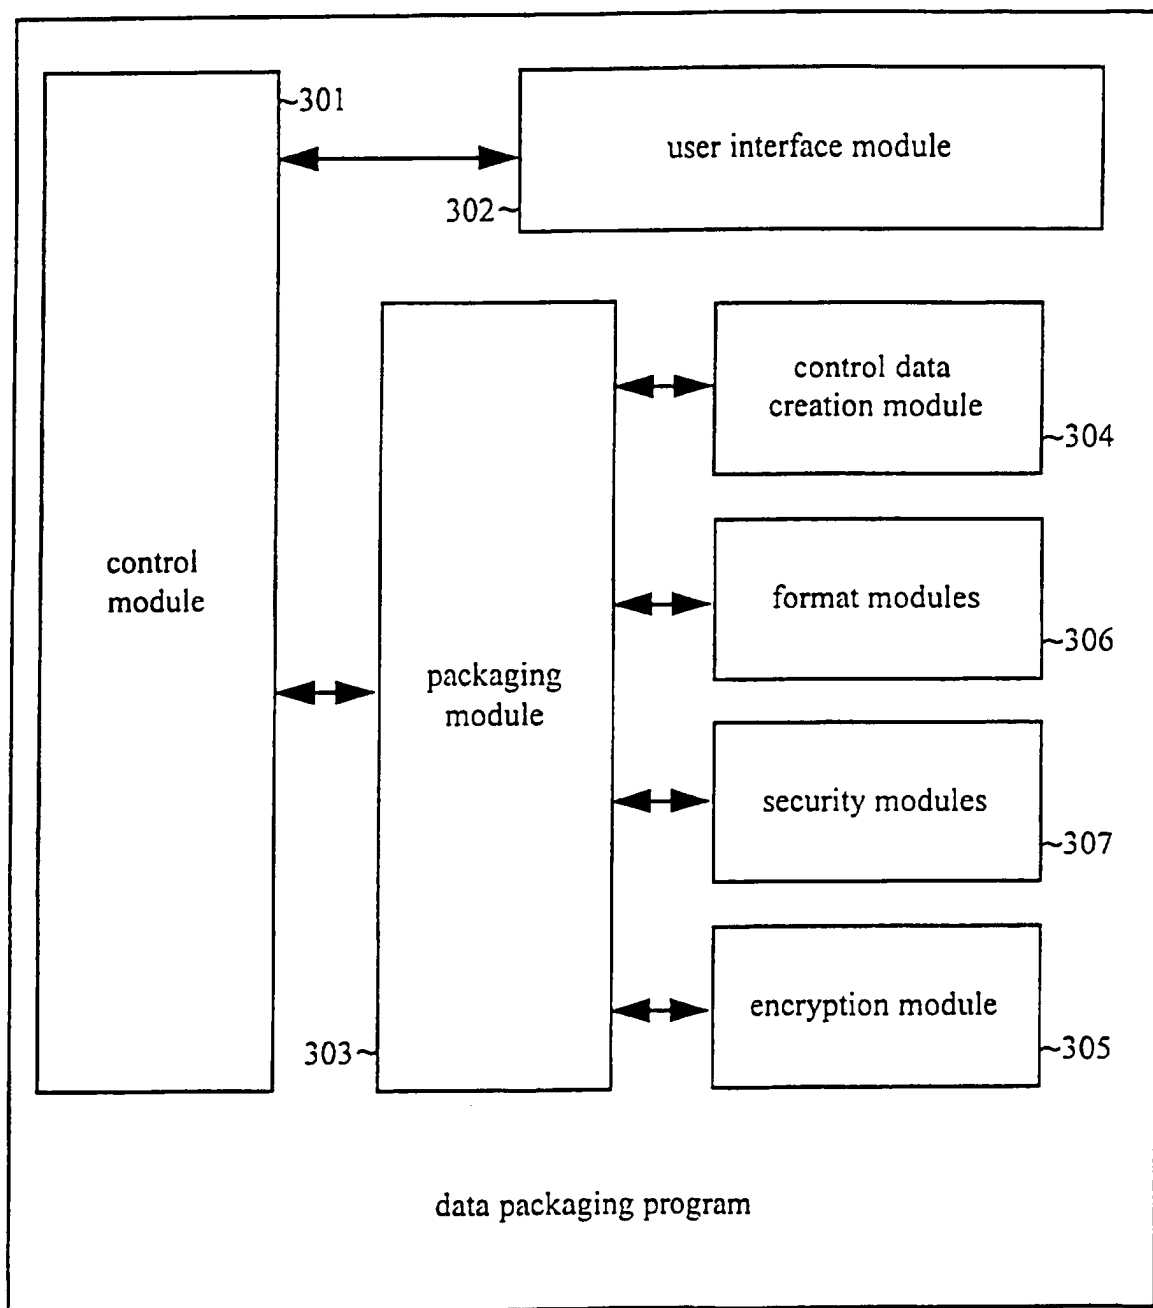 301
user interface module
302
control data
creation module
304
control
module
format modules
306
packaging
module
security modules
307
encryption module
303
305
data packaging program